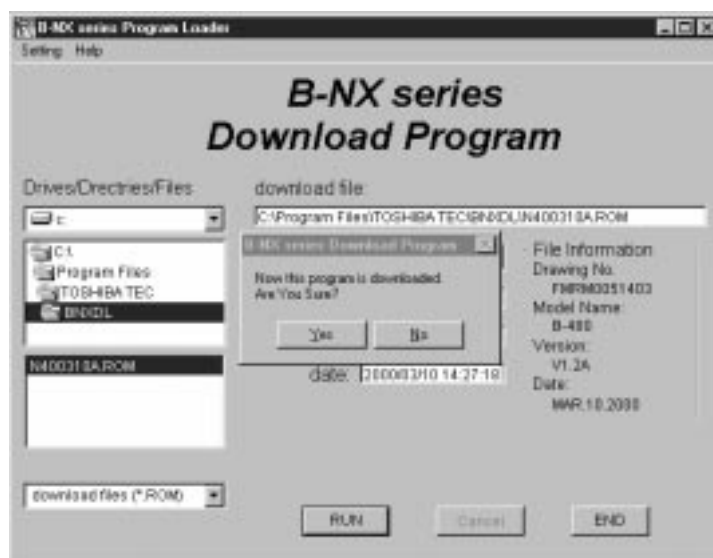 B-NX series Program Loader
Setting Help
B-NX series
Download Program
Drives/Directries/Files
c:
C:\
Program Files
TOSHIBA TEC
BNXDL
N400310A.ROM
download files (*.ROM)
download file:
C:\Program Files\TOSHIBA TEC\BNXDL\N400310A.ROM
B-NX series Download Program
Now this program is downloaded.
Are You Sure?
Yes No
date: 2000/03/10 14:27:18
File Information
Drawing No.
FMRM0051403
Model Name:
B-480
Version:
V1.2A
Date:
MAR.10.2000
RUN Cancel END